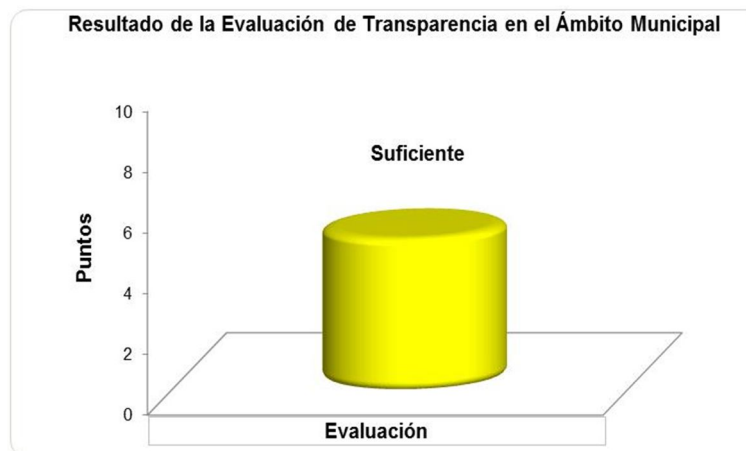 Resultado de la Evaluación de Transparencia en el Ámbito Municipal
10
Suficiente
8
6
Puntos
4
2
0
Evaluación